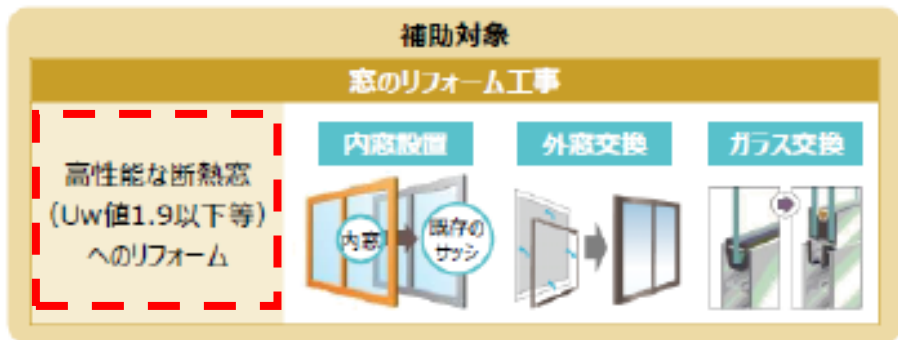 補助対象
窓のリフォーム工事
高性能な断熱窓
（Uw値1.9以下等）
へのリフォーム
内窓設置
外窓交換
ガラス交換
内窓
既存の
サッシ